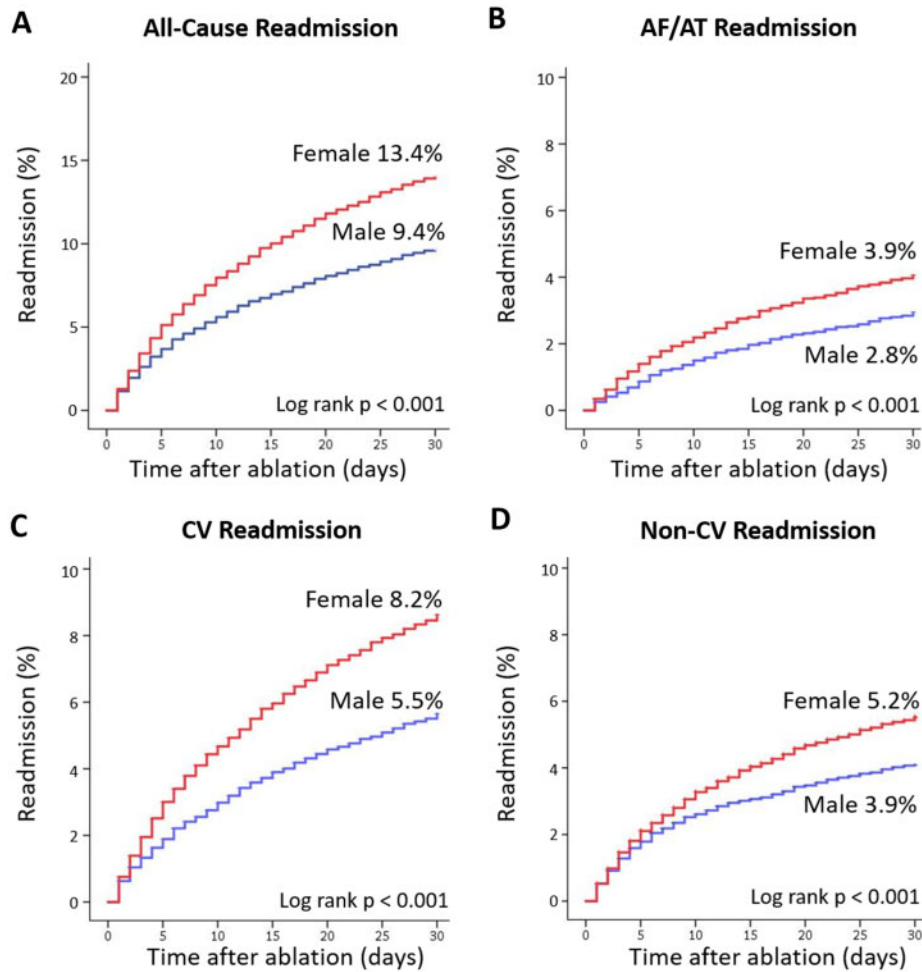 A
All-Cause Readmission
Readmission (%)
20
15
10
5
0
Female 13.4%
Male 9.4%
Log rank p < 0.001
0 5 10 15 20 25 30
Time after ablation (days)
B
AF/AT Readmission
Readmission (%)
10
8
6
4
2
0
Female 3.9%
Male 2.8%
Log rank p < 0.001
0 5 10 15 20 25 30
Time after ablation (days)
C
CV Readmission
Readmission (%)
10
8
6
4
2
0
Female 8.2%
Male 5.5%
Log rank p < 0.001
0 5 10 15 20 25 30
Time after ablation (days)
D
Non-CV Readmission
Readmission (%)
10
8
6
4
2
0
Female 5.2%
Male 3.9%
Log rank p < 0.001
0 5 10 15 20 25 30
Time after ablation (days)